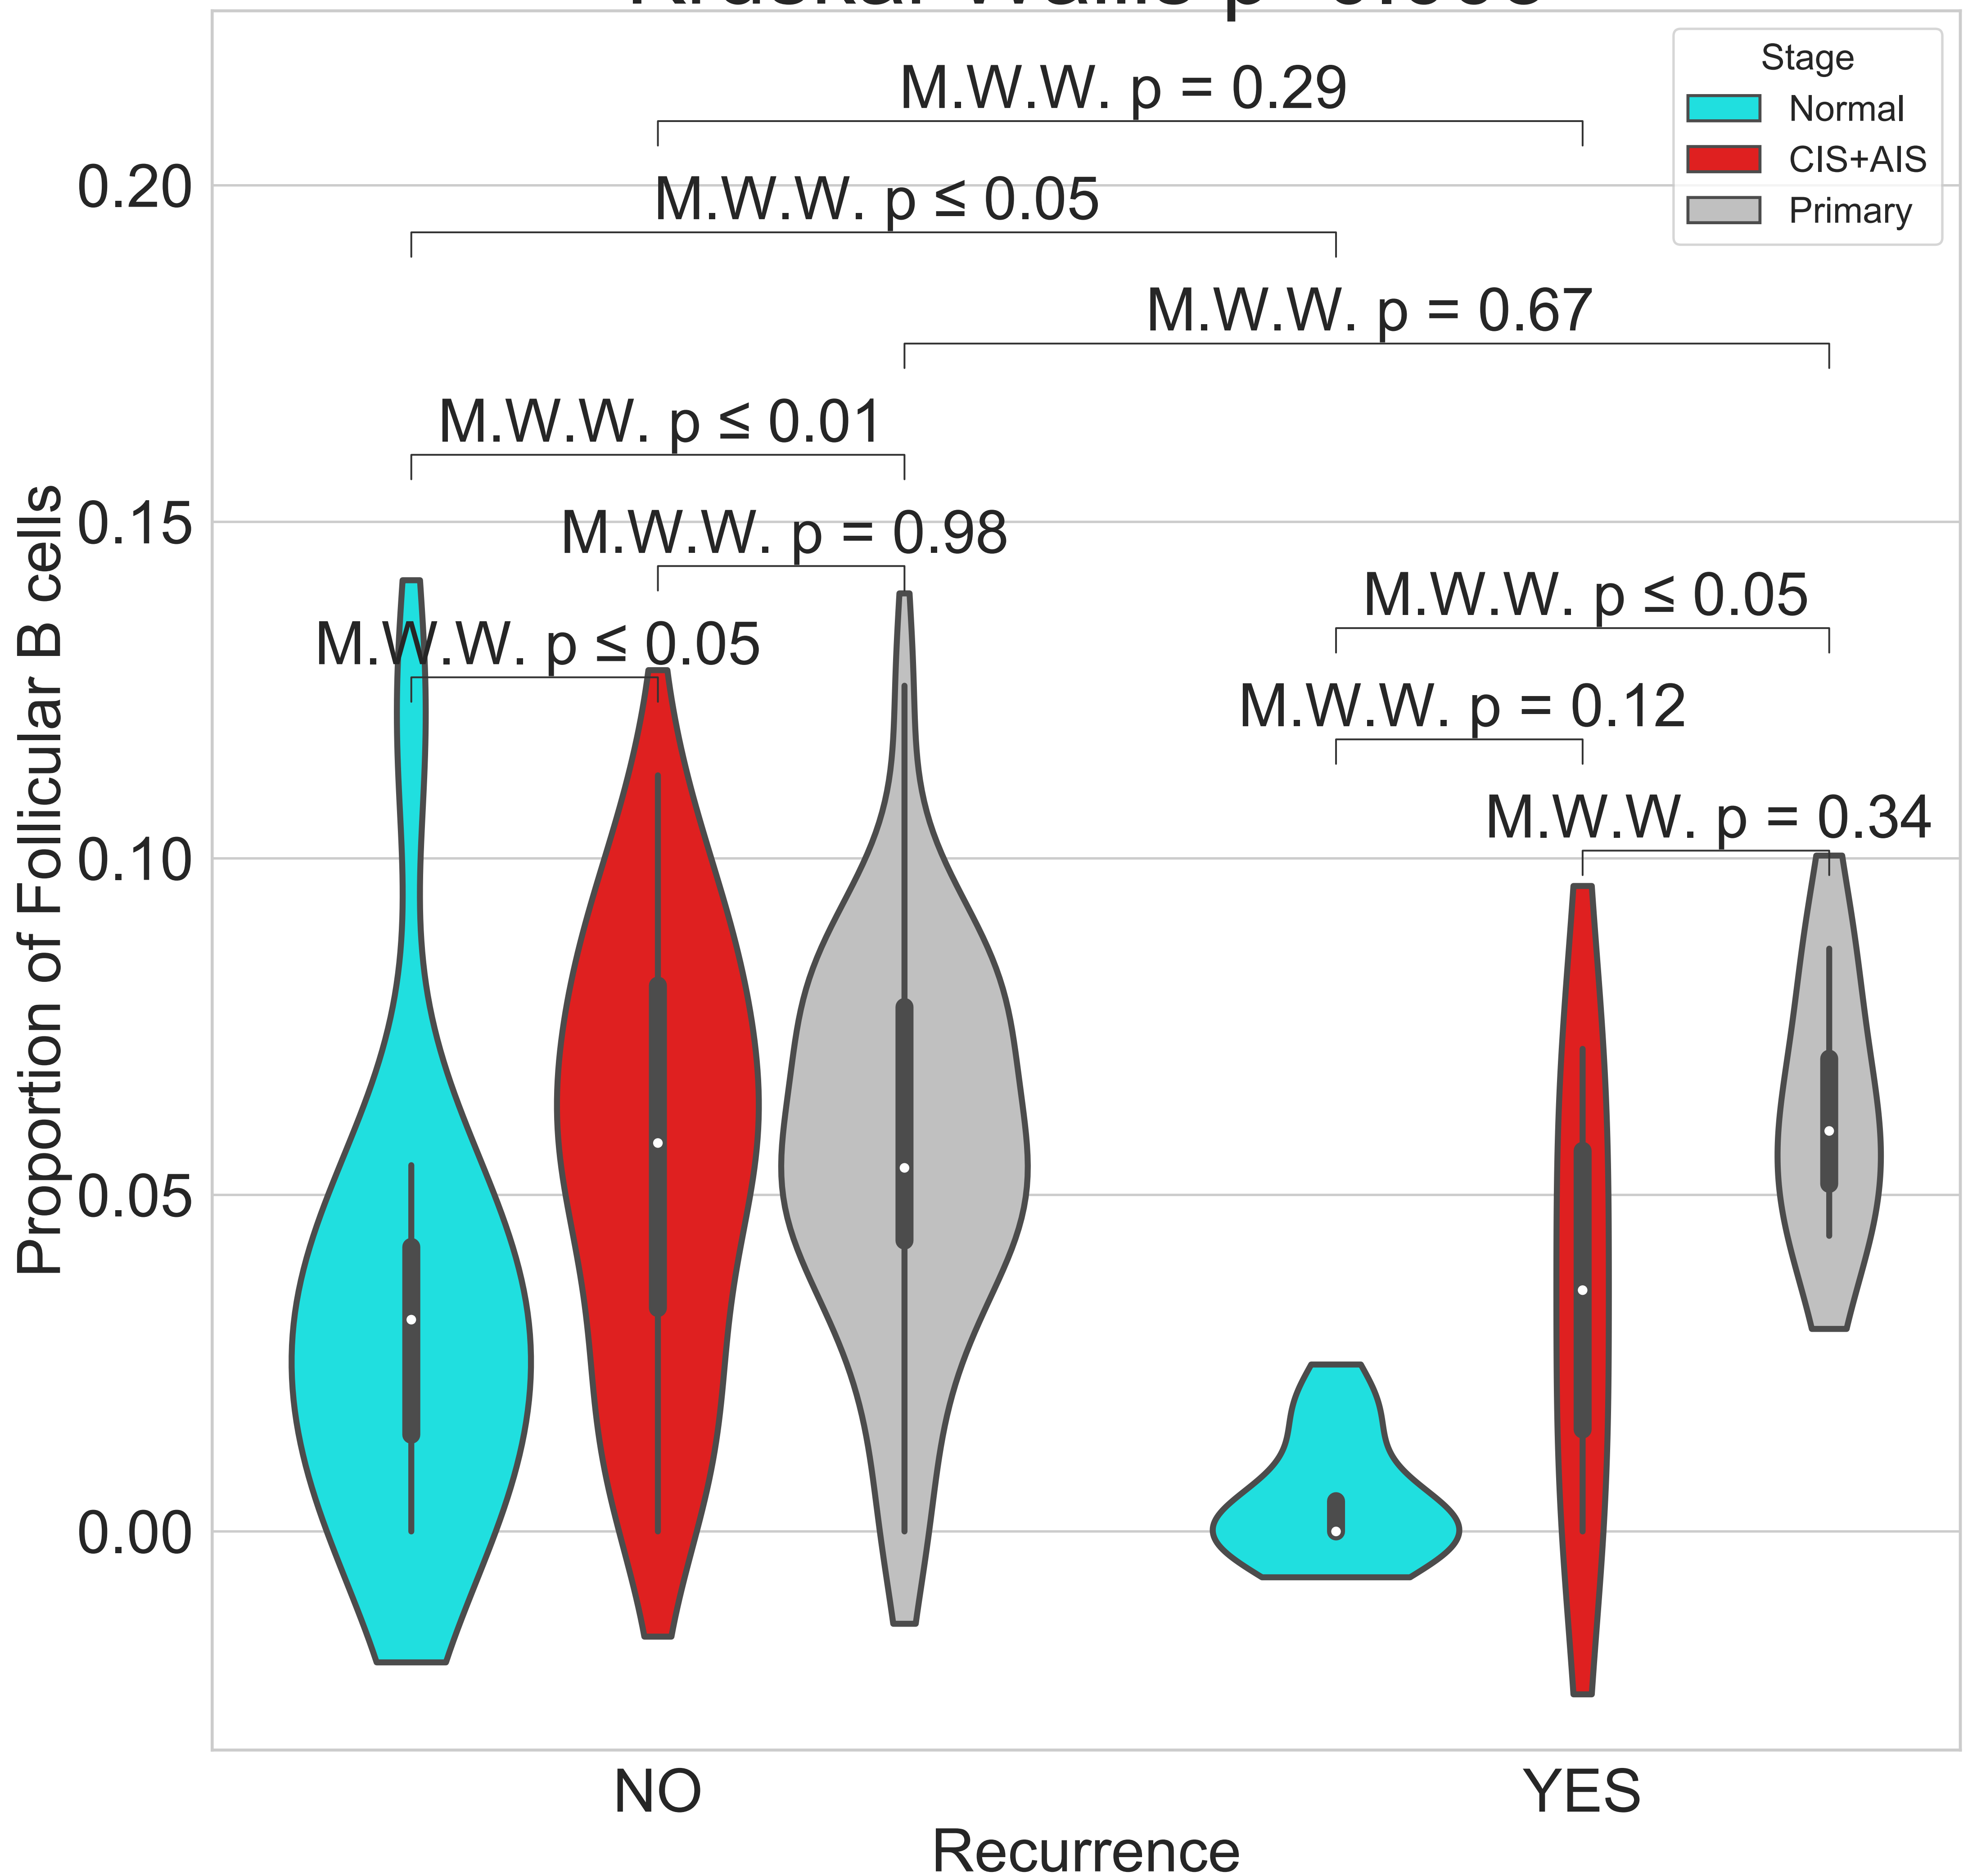 Stage
Normal
CIS+AIS
Primary
M.W.W. p = 0.29
M.W.W. p ≤ 0.05
M.W.W. p = 0.67
M.W.W. p ≤ 0.01
M.W.W. p = 0.98
M.W.W. p ≤ 0.05
M.W.W. p ≤ 0.05
M.W.W. p = 0.12
M.W.W. p = 0.34
Proportion of Follicular B cells
0.20
0.15
0.10
0.05
0.00
NO
YES
Recurrence